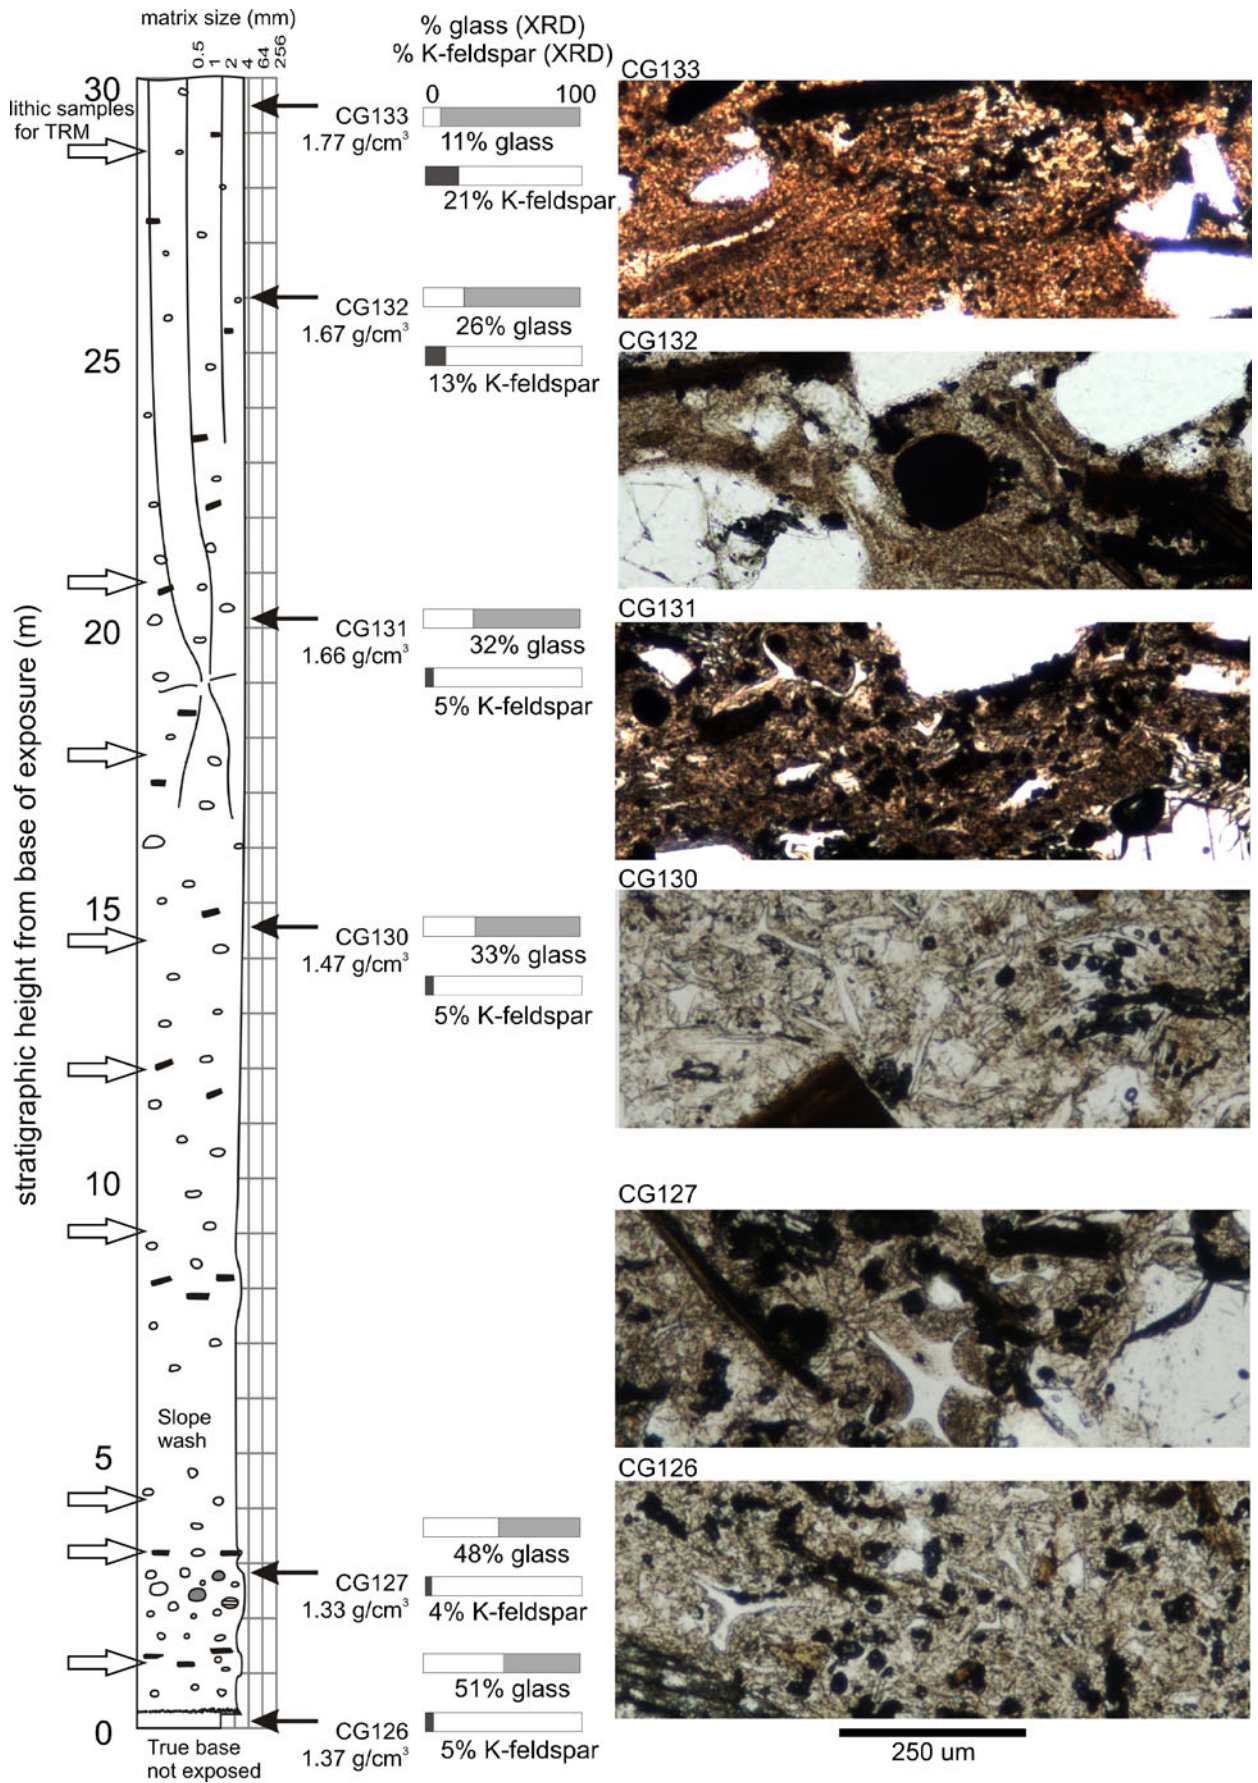 matrix size (mm)
0.5
1
2
4
64
256
% glass (XRD)
% K-feldspar (XRD)
0 100
lithic samples
for TRM
stratigraphic height from base of exposure (m)
30
25
20
15
10
5
0
Slope
wash
True base
not exposed
CG133
1.77 g/cm³
11% glass
21% K-feldspar
CG132
1.67 g/cm³
26% glass
13% K-feldspar
CG131
1.66 g/cm³
32% glass
5% K-feldspar
CG130
1.47 g/cm³
33% glass
5% K-feldspar
CG127
1.33 g/cm³
48% glass
4% K-feldspar
CG126
1.37 g/cm³
51% glass
5% K-feldspar
CG133
CG132
CG131
CG130
CG127
CG126
250 um